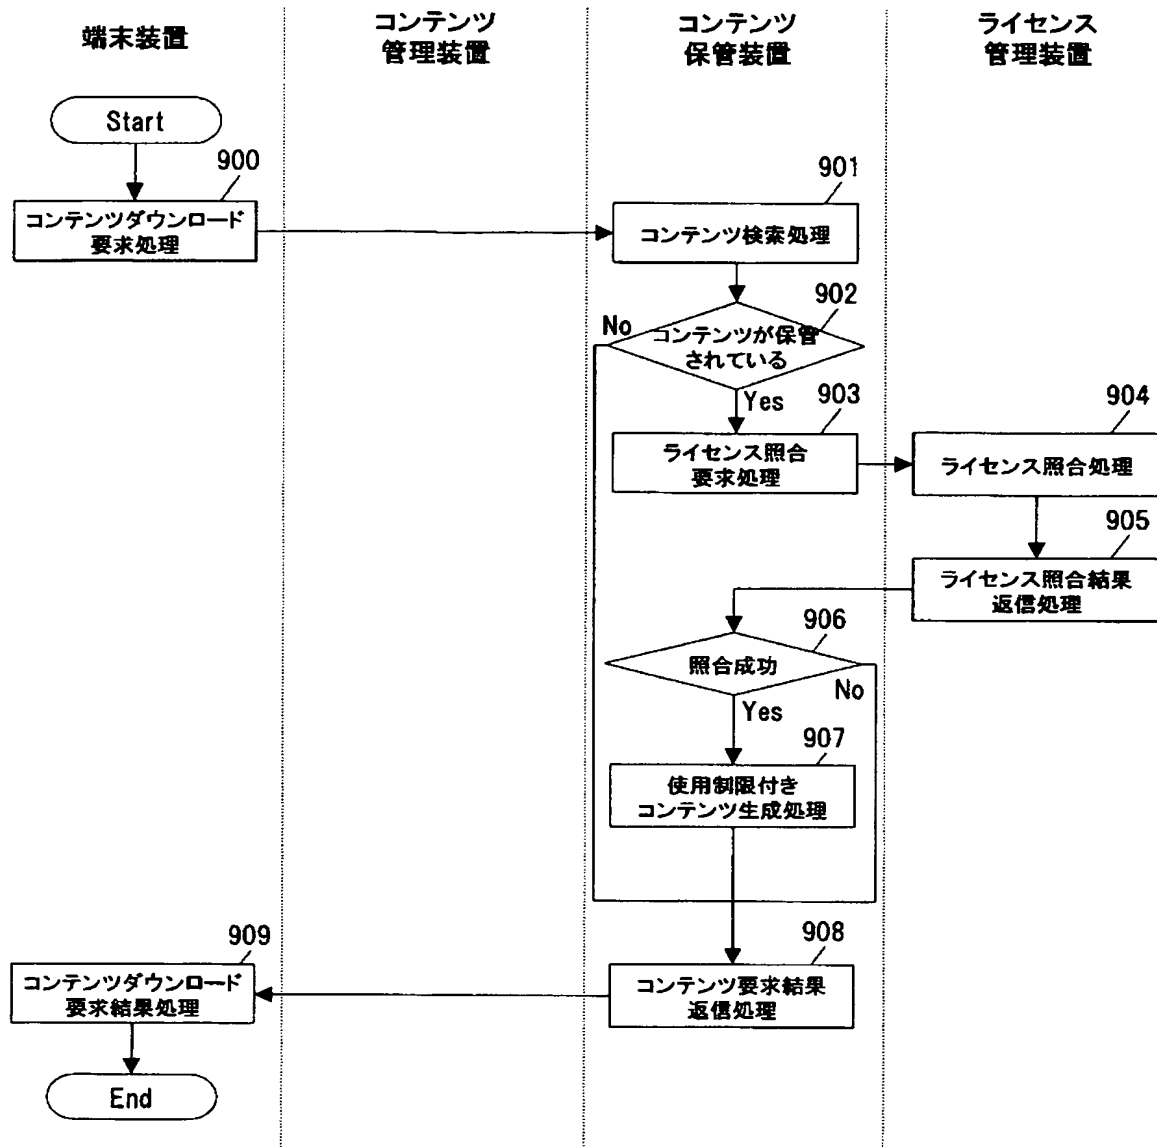 端末装置
コンテンツ
管理装置
コンテンツ
保管装置
ライセンス
管理装置
Start
900
コンテンツダウンロード
要求処理
901
コンテンツ検索処理
902
No
コンテンツが保管
されている
Yes
903
ライセンス照合
要求処理
904
ライセンス照合処理
905
ライセンス照合結果
返信処理
906
照合成功
No
Yes
907
使用制限付き
コンテンツ生成処理
908
コンテンツ要求結果
返信処理
909
コンテンツダウンロード
要求結果処理
End